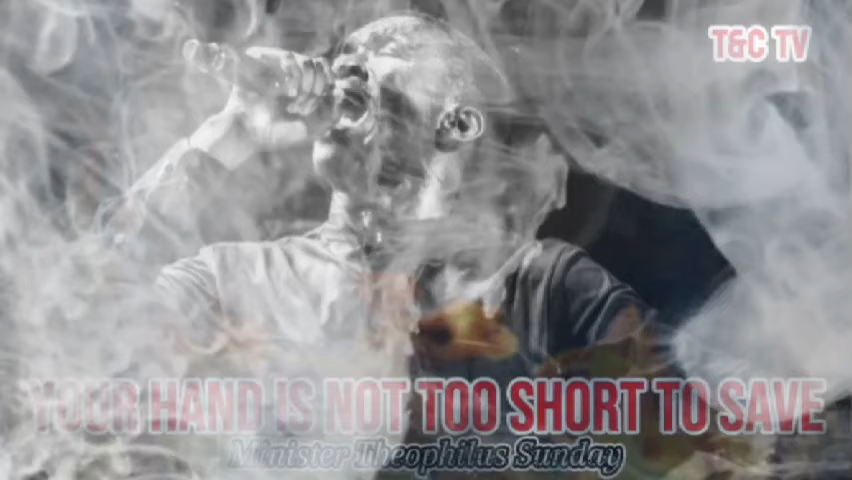 T&C TV
YOUR HAND IS NOT TOO SHORT TO SAVE
Minister Theophilus Sunday